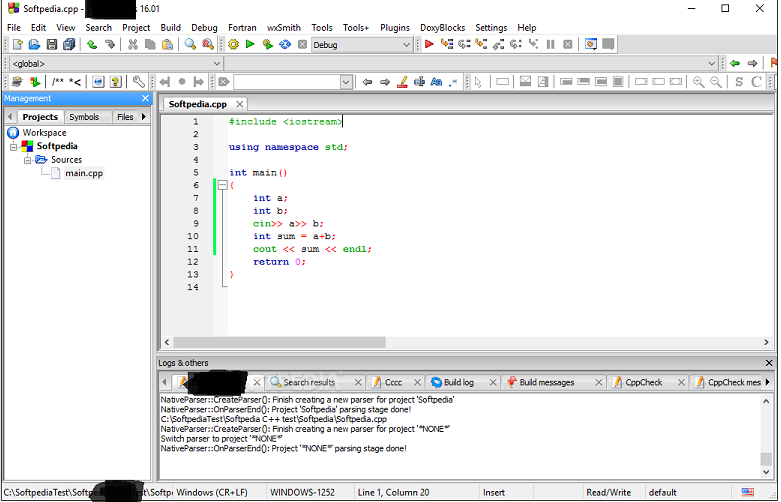 Softpedia.cpp - 16.01
File Edit View Search Project Build Debug Fortran wxSmith Tools Tools+ Plugins DoxyBlocks Settings Help
Debug
<global>
/** *< Aa .* S C
Management
Projects Symbols Files
Softpedia.cpp
Workspace
Softpedia
Sources
main.cpp
1 #include <iostream>
2
3 using namespace std;
4
5 int main()
6 {
7 int a;
8 int b;
9 cin>> a>> b;
10 int sum = a+b;
11 cout << sum << endl;
12 return 0;
13 }
14
Logs & others
Search results Cccc Build log Build messages CppCheck CppCheck mes
NativeParser::CreateParser(): Finish creating a new parser for project 'Softpedia'
NativeParser::OnParserEnd(): Project 'Softpedia' parsing stage done!
C:\SoftpediaTest\Softpedia C++ test\Softpedia\Softpedia.cpp
NativeParser::CreateParser(): Finish creating a new parser for project '*NONE*'
Switch parser to project '*NONE*'
NativeParser::OnParserEnd(): Project '*NONE*' parsing stage done!
C:\SoftpediaTest\Softpedia test\Softp Windows (CR+LF) WINDOWS-1252 Line 1, Column 20 Insert Read/Write default